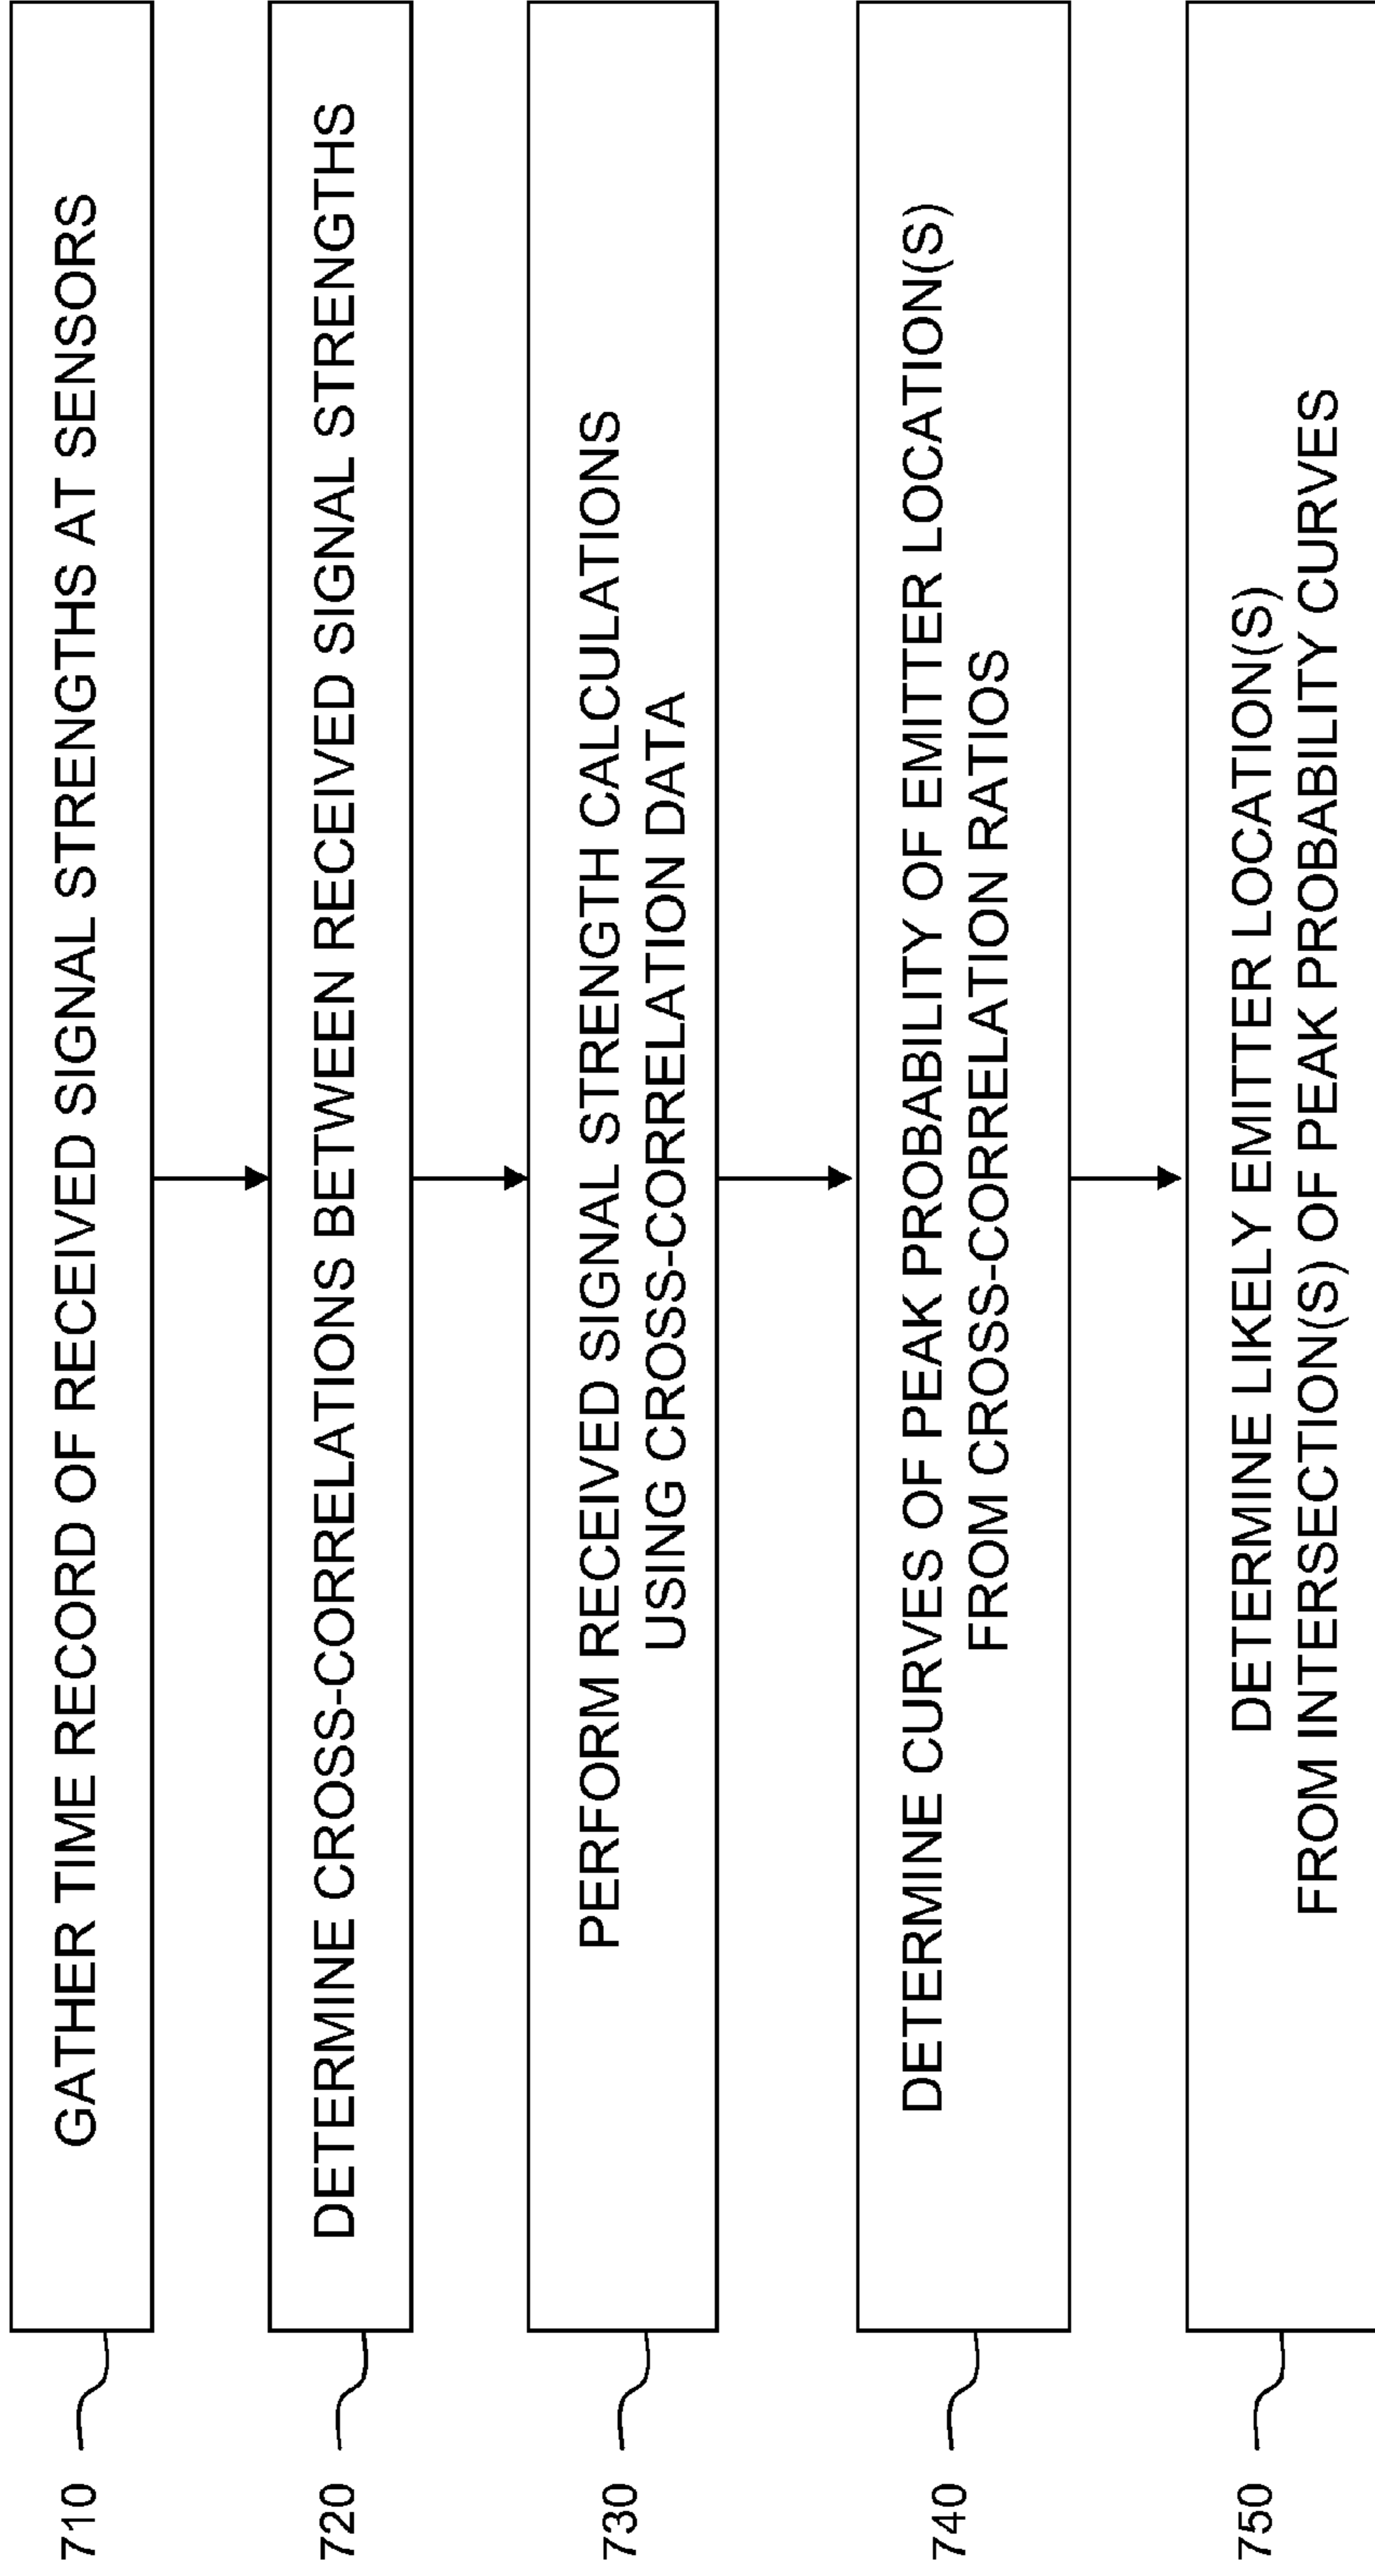 710
GATHER TIME RECORD OF RECEIVED SIGNAL STRENGTHS AT SENSORS
720
DETERMINE CROSS-CORRELATIONS BETWEEN RECEIVED SIGNAL STRENGTHS
730
PERFORM RECEIVED SIGNAL STRENGTH CALCULATIONS
USING CROSS-CORRELATION DATA
740
DETERMINE CURVES OF PEAK PROBABILITY OF EMITTER LOCATION(S)
FROM CROSS-CORRELATION RATIOS
750
DETERMINE LIKELY EMITTER LOCATION(S)
FROM INTERSECTION(S) OF PEAK PROBABILITY CURVES